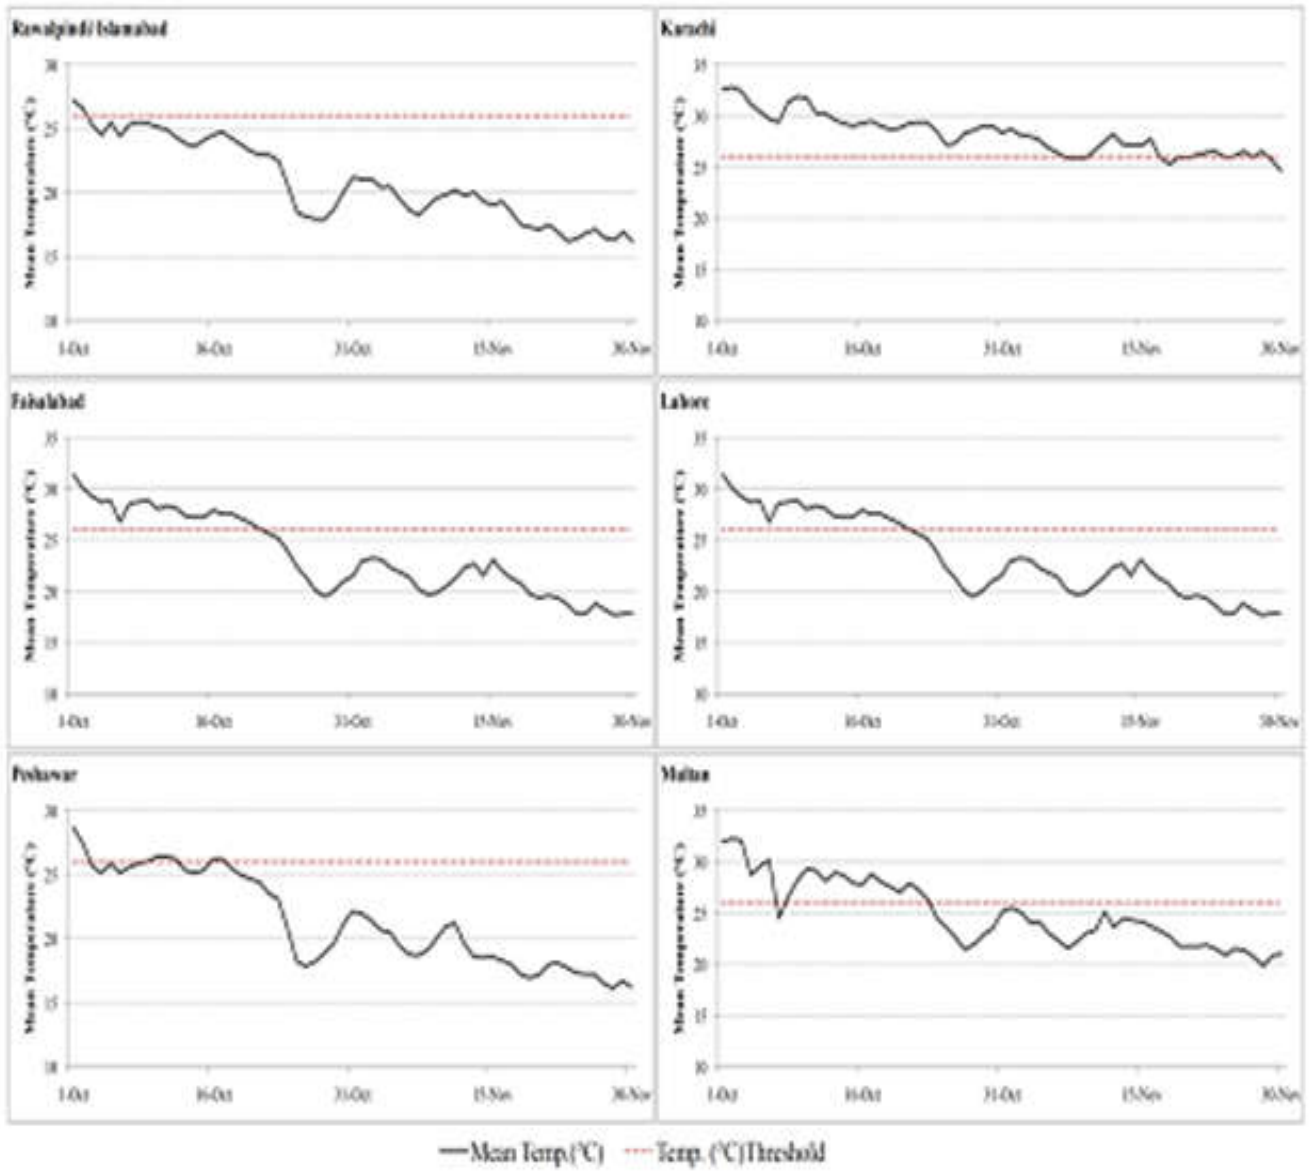 Rawalpindi/Islamabad
Mean Temperature (°C)
30
25
20
15
10
1-Oct 16-Oct 31-Oct 15-Nov 30-Nov
Karachi
Mean Temperature (°C)
35
30
25
20
15
10
1-Oct 16-Oct 31-Oct 15-Nov 30-Nov
Faisalabad
Mean Temperature (°C)
35
30
25
20
15
10
1-Oct 16-Oct 31-Oct 15-Nov 30-Nov
Lahore
Mean Temperature (°C)
35
30
25
20
15
10
1-Oct 16-Oct 31-Oct 15-Nov 30-Nov
Peshawar
Mean Temperature (°C)
30
25
20
15
10
1-Oct 16-Oct 31-Oct 15-Nov 30-Nov
Multan
Mean Temperature (°C)
35
30
25
20
15
10
1-Oct 16-Oct 31-Oct 15-Nov 30-Nov
Mean Temp.(°C) Temp. (°C)Threshold